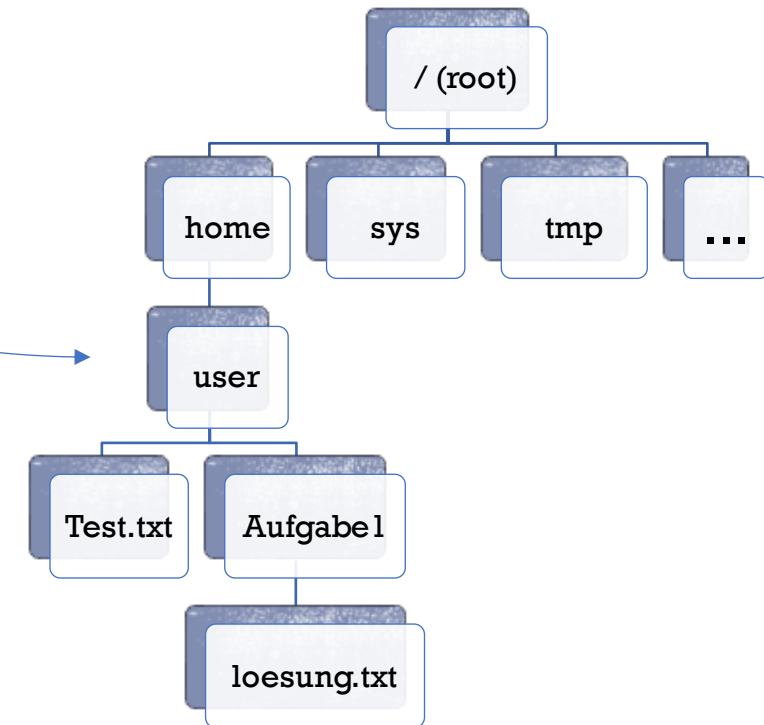 / (root)
home
sys
tmp
...
user
Test.txt
Aufgabe1
loesung.txt